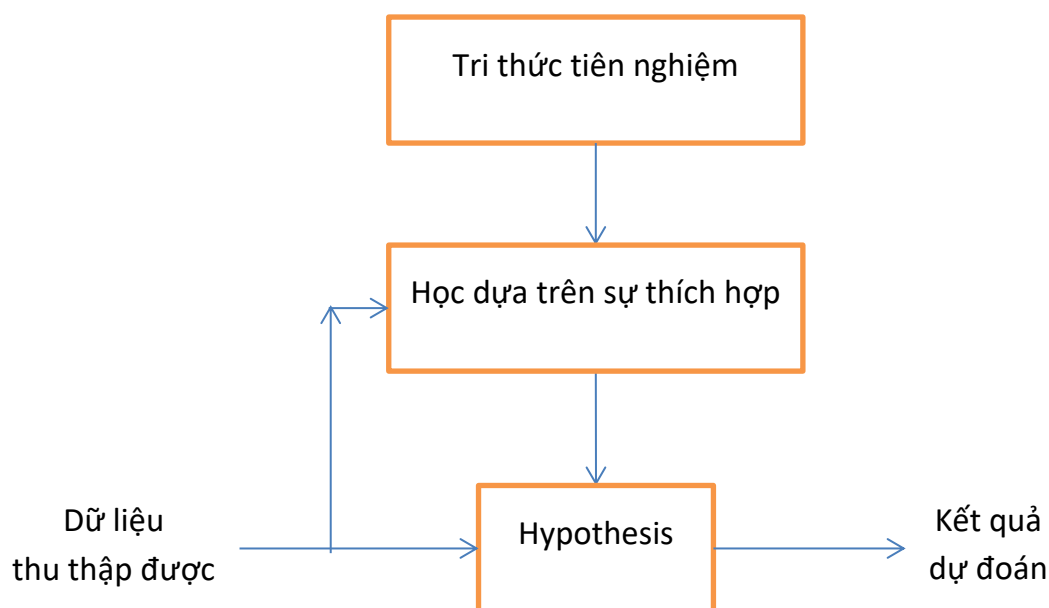 Tri thức tiên nghiệm
Học dựa trên sự thích hợp
Dữ liệu
thu thập được
Hypothesis
Kết quả
dự đoán